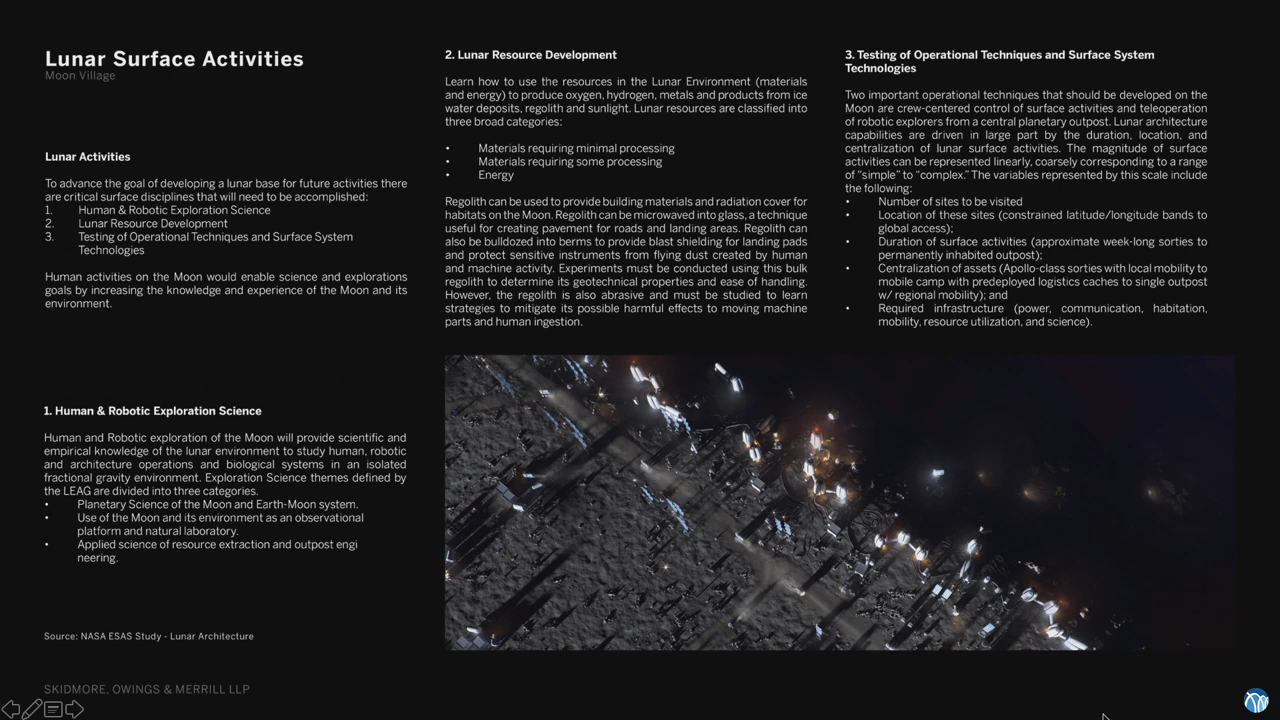 Lunar Surface Activities
Moon Village
Lunar Activities
To advance the goal of developing a lunar base for future activities there
are critical surface disciplines that will need to be accomplished:
1. Human & Robotic Exploration Science
2. Lunar Resource Development
3. Testing of Operational Techniques and Surface System
Technologies
Human activities on the Moon would enable science and explorations
goals by increasing the knowledge and experience of the Moon and its
environment.
1. Human & Robotic Exploration Science
Human and Robotic exploration of the Moon will provide scientific and
empirical knowledge of the lunar environment to study human, robotic
and architecture operations and biological systems in an isolated
fractional gravity environment. Exploration Science themes defined by
the LEAG are divided into three categories.
• Planetary Science of the Moon and Earth-Moon system.
• Use of the Moon and its environment as an observational
platform and natural laboratory.
• Applied science of resource extraction and outpost engi
neering.
Source: NASA ESAS Study - Lunar Architecture
2. Lunar Resource Development
Learn how to use the resources in the Lunar Environment (materials
and energy) to produce oxygen, hydrogen, metals and products from ice
water deposits, regolith and sunlight. Lunar resources are classified into
three broad categories:
• Materials requiring minimal processing
• Materials requiring some processing
• Energy
Regolith can be used to provide building materials and radiation cover for
habitats on the Moon. Regolith can be microwaved into glass, a technique
useful for creating pavement for roads and landing areas. Regolith can
also be bulldozed into berms to provide blast shielding for landing pads
and protect sensitive instruments from flying dust created by human
and machine activity. Experiments must be conducted using this bulk
regolith to determine its geotechnical properties and ease of handling.
However, the regolith is also abrasive and must be studied to learn
strategies to mitigate its possible harmful effects to moving machine
parts and human ingestion.
3. Testing of Operational Techniques and Surface System
Technologies
Two important operational techniques that should be developed on the
Moon are crew-centered control of surface activities and teleoperation
of robotic explorers from a central planetary outpost. Lunar architecture
capabilities are driven in large part by the duration, location, and
centralization of lunar surface activities. The magnitude of surface
activities can be represented linearly, coarsely corresponding to a range
of “simple” to “complex.” The variables represented by this scale include
the following:
• Number of sites to be visited
• Location of these sites (constrained latitude/longitude bands to
global access);
• Duration of surface activities (approximate week-long sorties to
permanently inhabited outpost);
• Centralization of assets (Apollo-class sorties with local mobility to
mobile camp with predeployed logistics caches to single outpost
w/ regional mobility); and
• Required infrastructure (power, communication, habitation,
mobility, resource utilization, and science).
SKIDMORE, OWINGS & MERRILL LLP